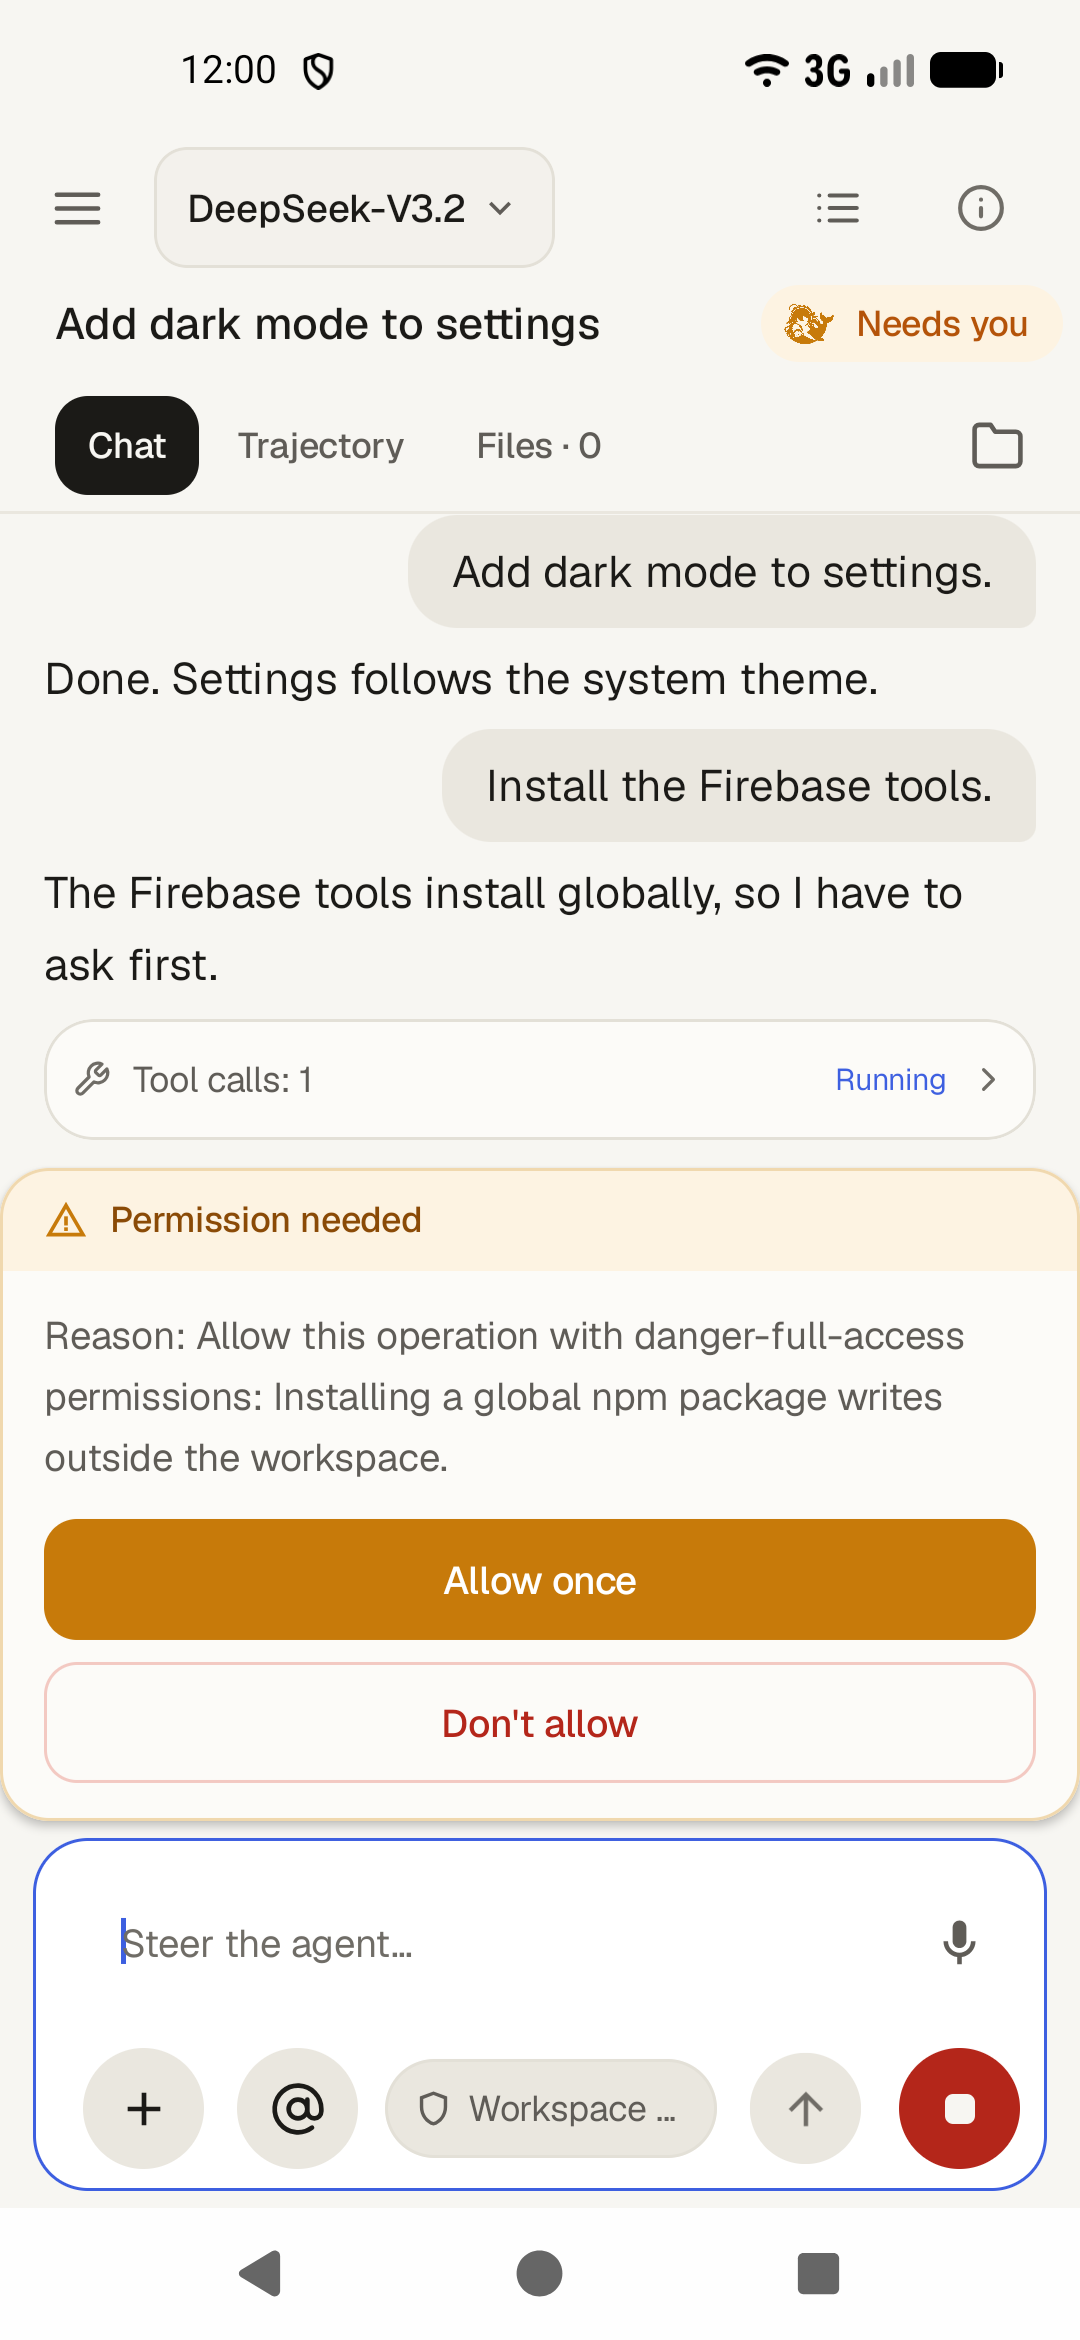 12:00
3G
DeepSeek-V3.2
Add dark mode to settings
Needs you
Chat
Trajectory
Files · 0
Add dark mode to settings.
Done. Settings follows the system theme.
Install the Firebase tools.
The Firebase tools install globally, so I have to
ask first.
Tool calls: 1
Running
Permission needed
Reason: Allow this operation with danger-full-access
permissions: Installing a global npm package writes
outside the workspace.
Allow once
Don't allow
Steer the agent...
Workspace ...